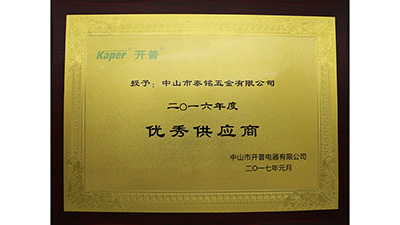 Kaper 开普
授予：中山市泰铭五金有限公司
二〇一六年度
优秀供应商
中山市开普电器有限公司
二〇一七年元月